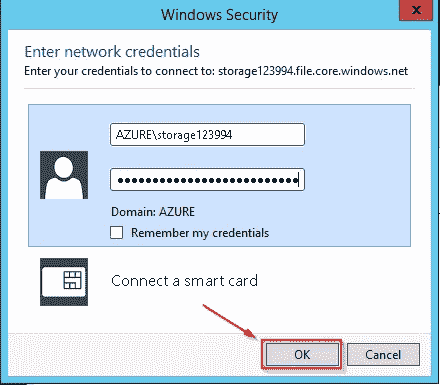 Windows Security
Enter network credentials
Enter your credentials to connect to: storage123994.file.core.windows.net
AZURE\storage123994
●●●●●●●●●●●●●●●●●●●●●●●●●●
Domain: AZURE
Remember my credentials
Connect a smart card
OK
Cancel